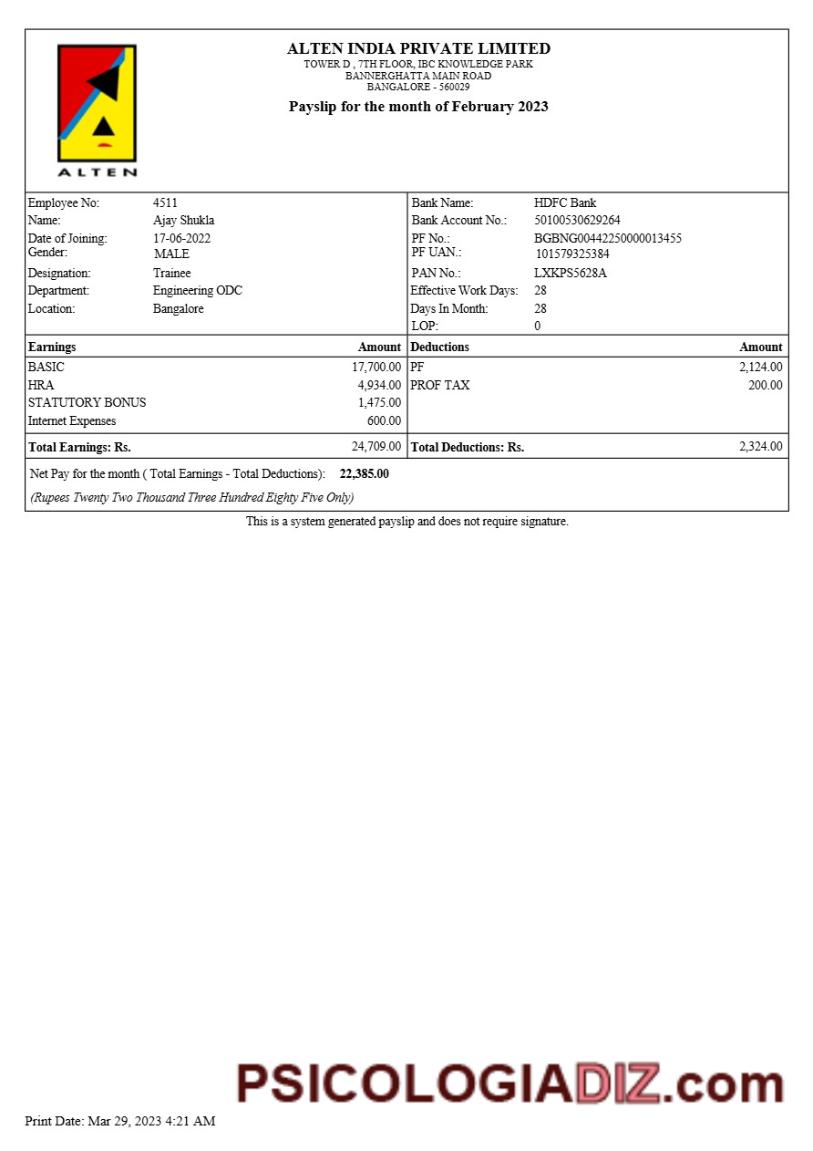 ALTEN
ALTEN INDIA PRIVATE LIMITED
TOWER D , 7TH FLOOR, IBC KNOWLEDGE PARK
BANNERGHATTA MAIN ROAD
BANGALORE - 560029
Payslip for the month of February 2023
Employee No: 4511 Bank Name: HDFC Bank
Name: Ajay Shukla Bank Account No.: 50100530629264
Date of Joining: 17-06-2022 PF No.: BGBNG00442250000013455
Gender: MALE PF UAN.: 101579325384
Designation: Trainee PAN No.: LXKPS5628A
Department: Engineering ODC Effective Work Days: 28
Location: Bangalore Days In Month: 28
LOP: 0
Earnings Amount Deductions Amount
BASIC 17,700.00 PF 2,124.00
HRA 4,934.00 PROF TAX 200.00
STATUTORY BONUS 1,475.00
Internet Expenses 600.00
Total Earnings: Rs. 24,709.00 Total Deductions: Rs. 2,324.00
Net Pay for the month ( Total Earnings - Total Deductions): 22,385.00
(Rupees Twenty Two Thousand Three Hundred Eighty Five Only)
This is a system generated payslip and does not require signature.
PSICOLOGIADIZ.com
Print Date: Mar 29, 2023 4:21 AM